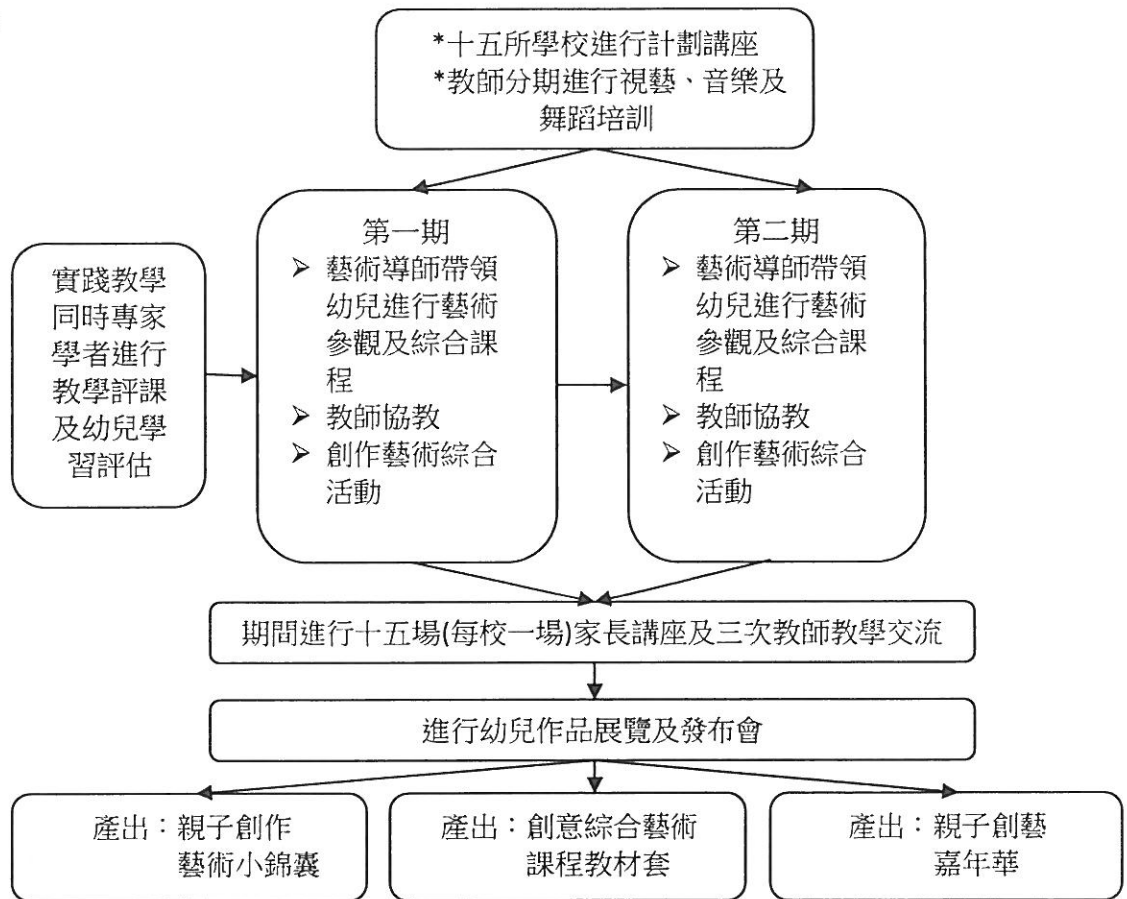 *十五所學校進行計劃講座
*教師分期進行視藝、音樂及
舞蹈培訓
實踐教學
同時專家
學者進行
教學評課
及幼兒學
習評估
第一期
➢ 藝術導師帶領
幼兒進行藝術
參觀及綜合課
程
➢ 教師協教
➢ 創作藝術綜合
活動
第二期
➢ 藝術導師帶領
幼兒進行藝術
參觀及綜合課
程
➢ 教師協教
➢ 創作藝術綜合
活動
期間進行十五場(每校一場)家長講座及三次教師教學交流
進行幼兒作品展覽及發布會
產出：親子創作
藝術小錦囊
產出：創意綜合藝術
課程教材套
產出：親子創藝
嘉年華